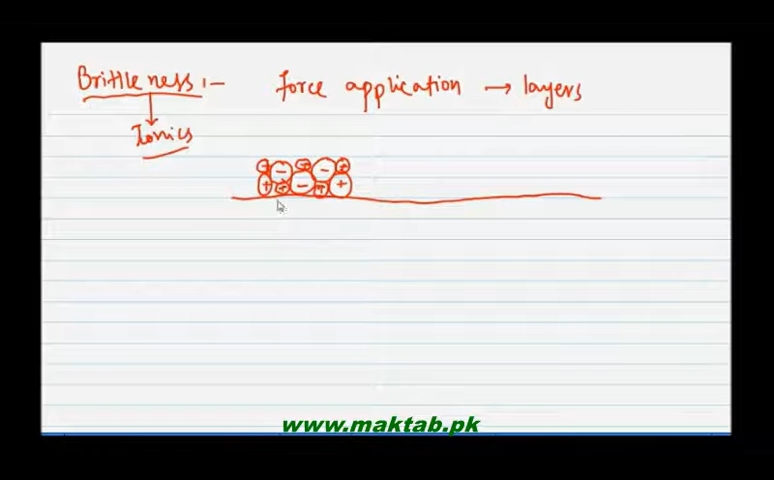 Brittleness :- Force application → layers
Ionics
+ - + - +
+ + - + +
www.maktab.pk